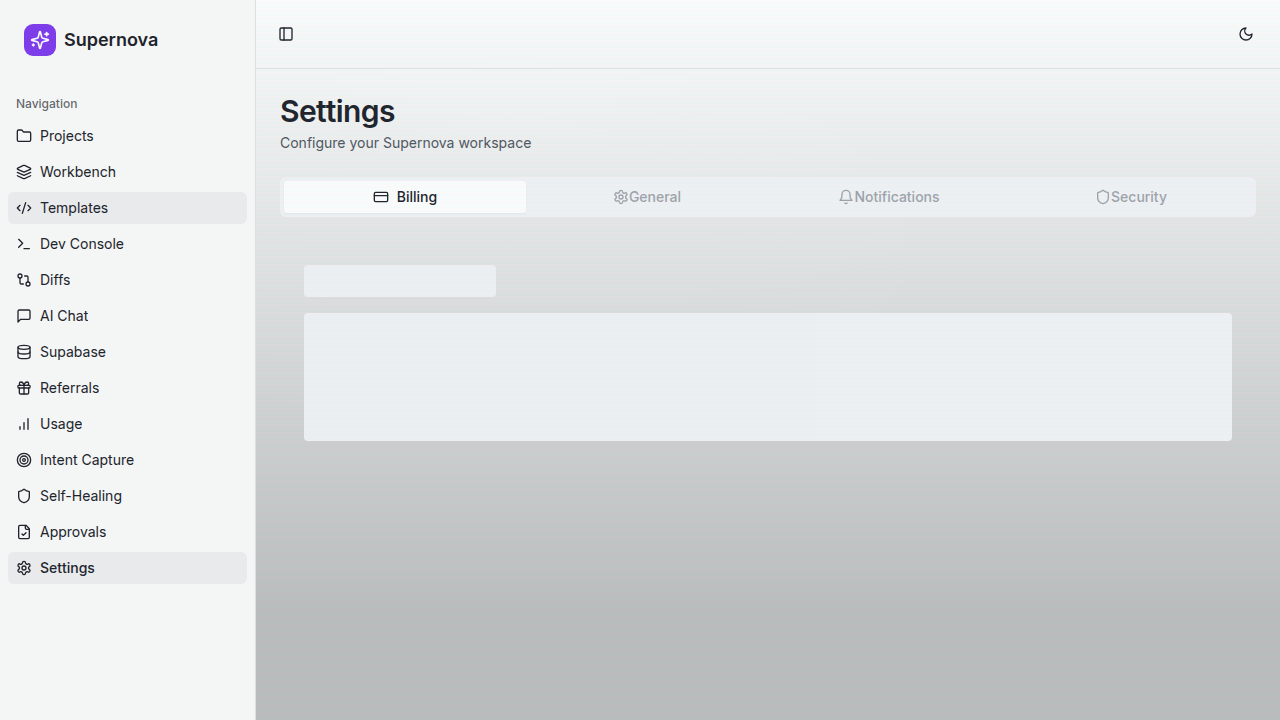 Supernova
Navigation
Projects
Workbench
Templates
Dev Console
Diffs
AI Chat
Supabase
Referrals
Usage
Intent Capture
Self-Healing
Approvals
Settings
Settings
Configure your Supernova workspace
Billing
General
Notifications
Security